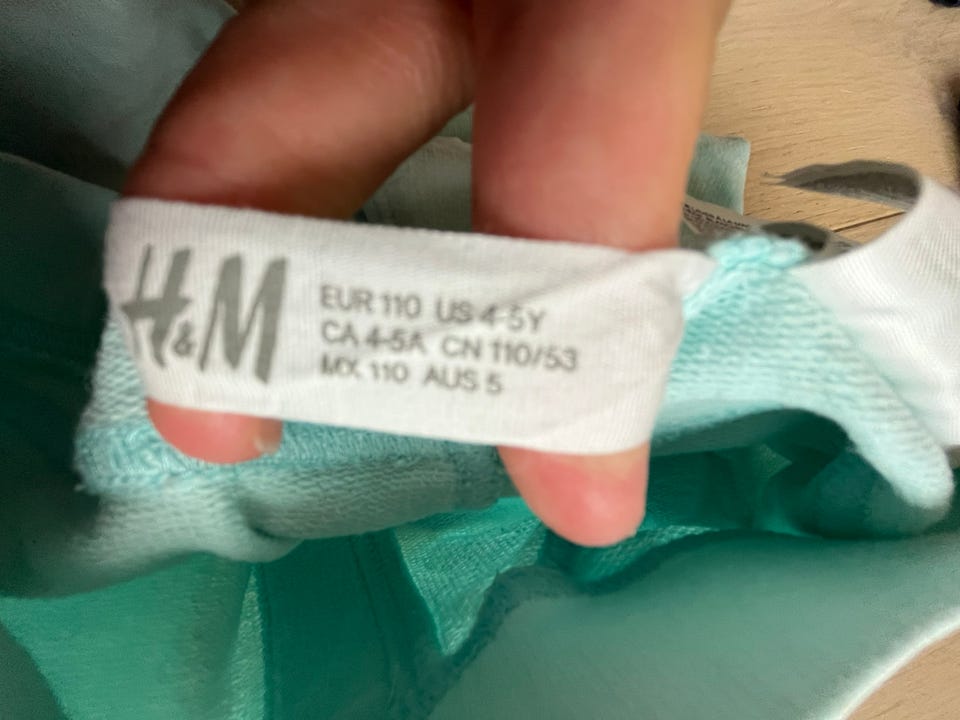 H&M
EUR 110 US 4-5Y
CA 4-5A CN 110/53
MX 110 AUS 5